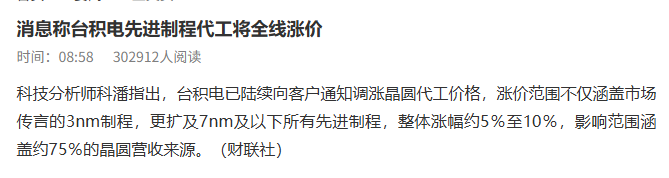 消息称台积电先进制程代工将全线涨价
时间：08:58 302912人阅读
科技分析师科潘指出，台积电已陆续向客户通知调涨晶圆代工价格，涨价范围不仅涵盖市场
传言的3nm制程，更扩及7nm及以下所有先进制程，整体涨幅约5%至10%，影响范围涵
盖约75%的晶圆营收来源。（财联社）